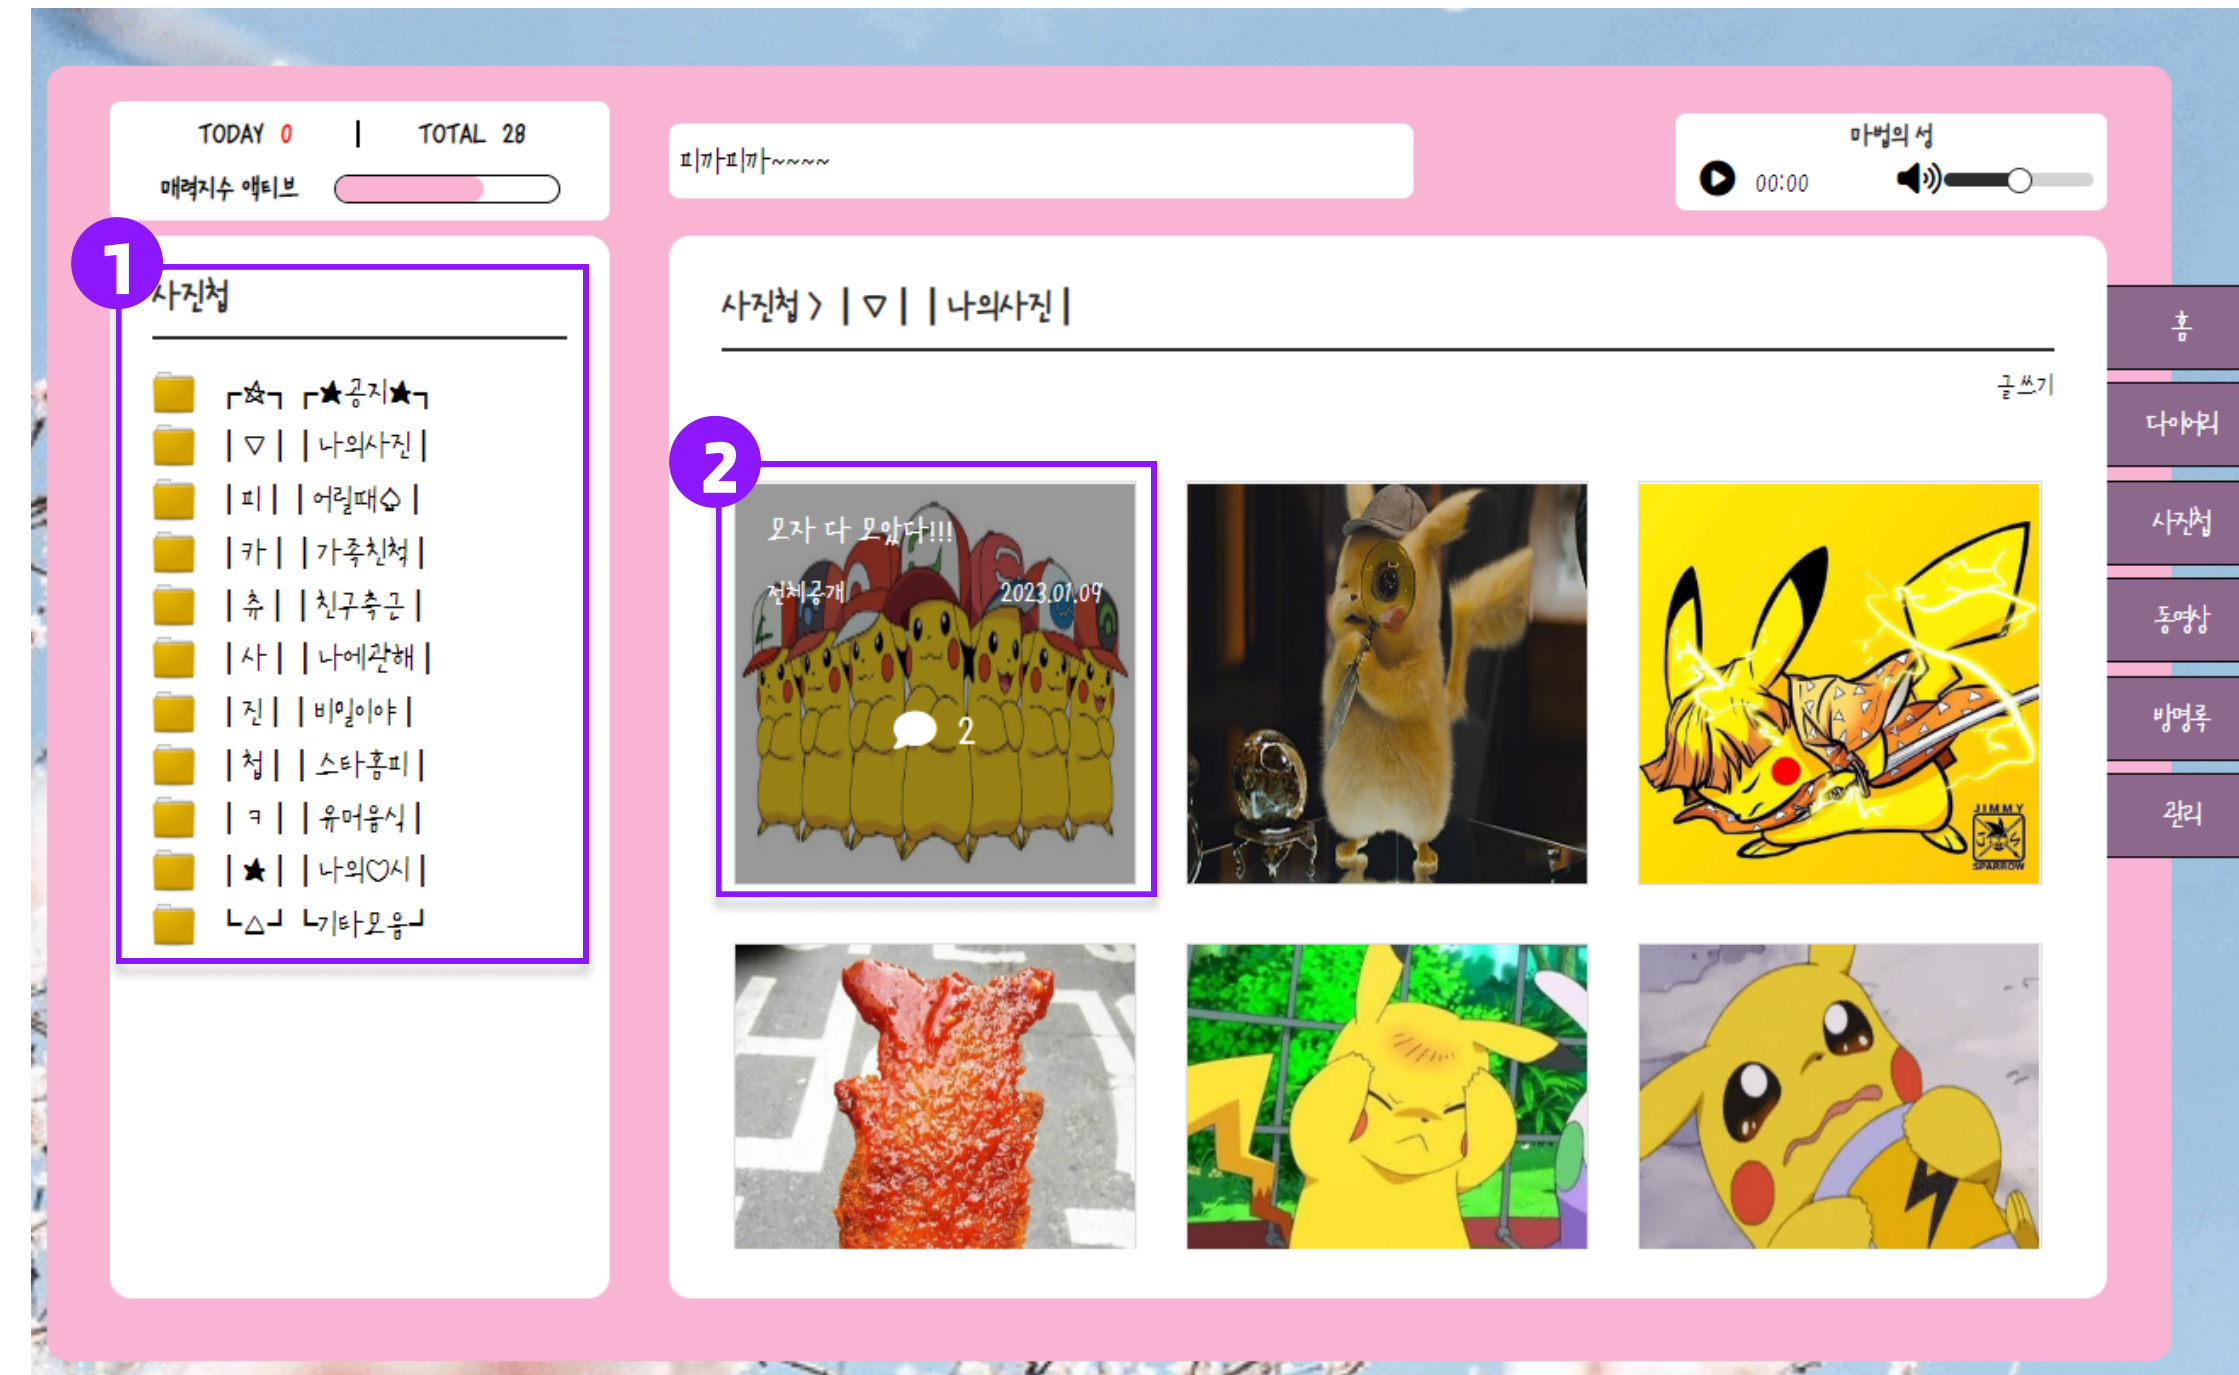 TODAY 0 | TOTAL 28
매력지수 액티브
피까피까~~~~
마법의 성
00:00
1
사진첩
┌☆┐ ┌★공지★┐
│▽│ │나의사진│
│피│ │어릴때♤│
│카│ │가족친척│
│츄│ │친구측근│
│사│ │나에관해│
│진│ │비밀이야│
│첩│ │스타홈피│
│ㅋ│ │유머음식│
│★│ │나의♡시│
└△┘ └기타모음┘
사진첩 > │▽│ │나의사진│
글쓰기
2
모자 다 모았다!!!
전체공개 2023.01.09
2
JIMMY
SPARROW
홈
다이어리
사진첩
동영상
방명록
관리